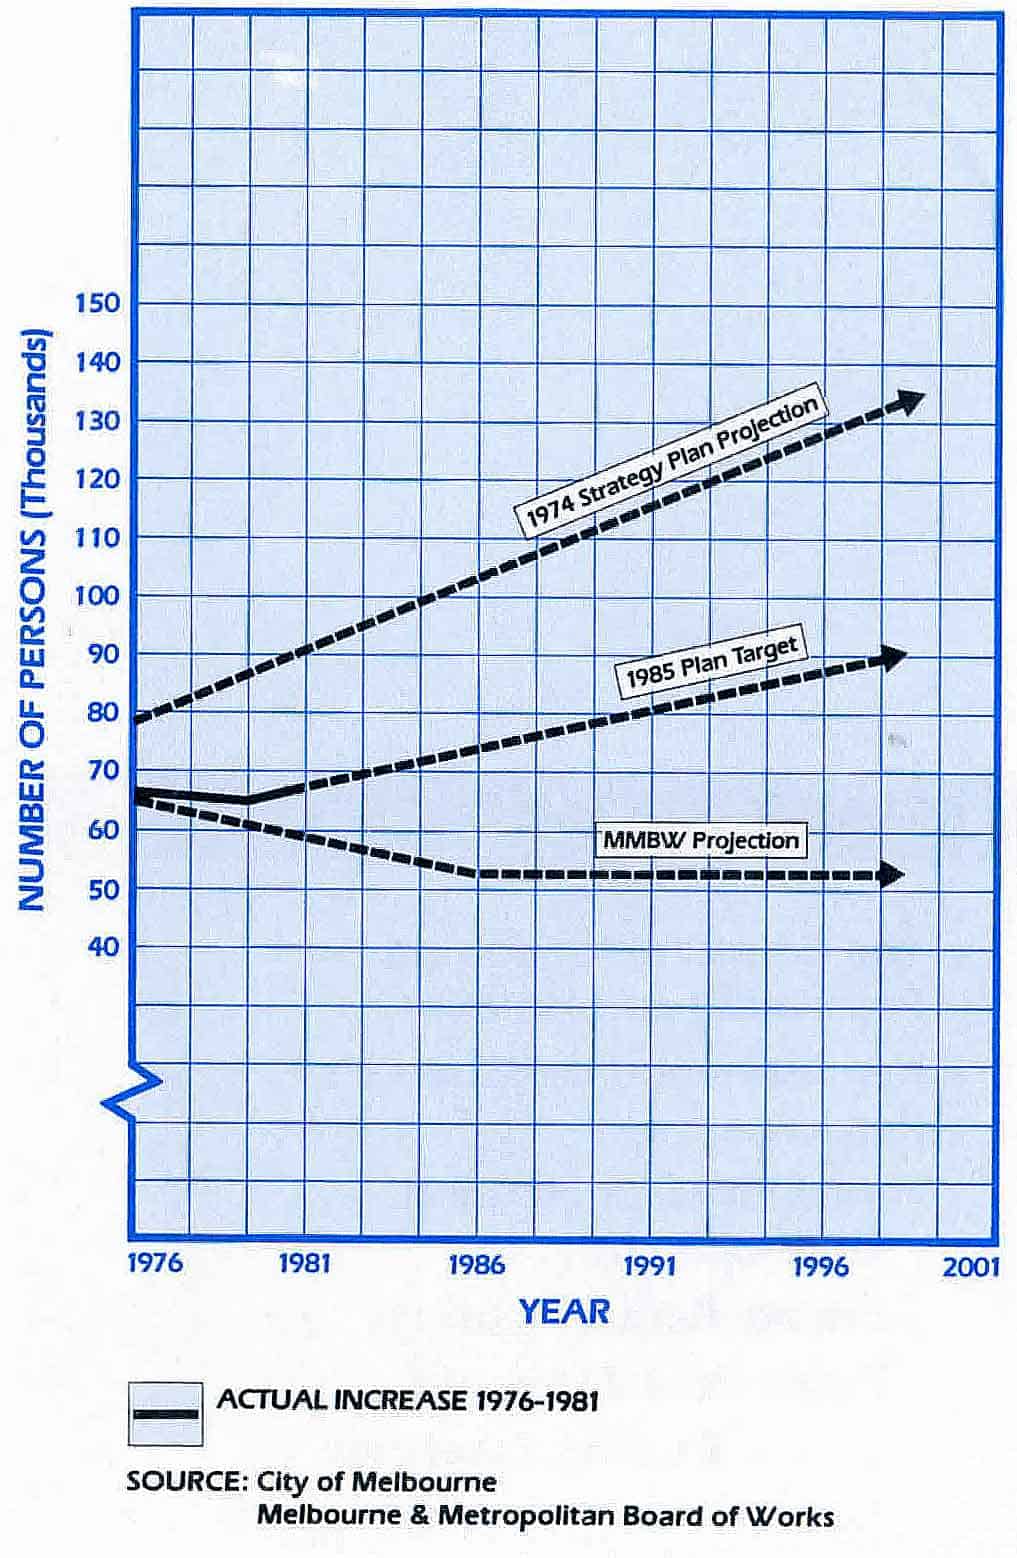 150
140
130
120
110
100
90
80
70
60
50
40
NUMBER OF PERSONS (Thousands)
1974 Strategy Plan Projection
1985 Plan Target
MMBW Projection
1976 1981 1986 1991 1996 2001
YEAR
ACTUAL INCREASE 1976-1981
SOURCE: City of Melbourne
Melbourne & Metropolitan Board of Works